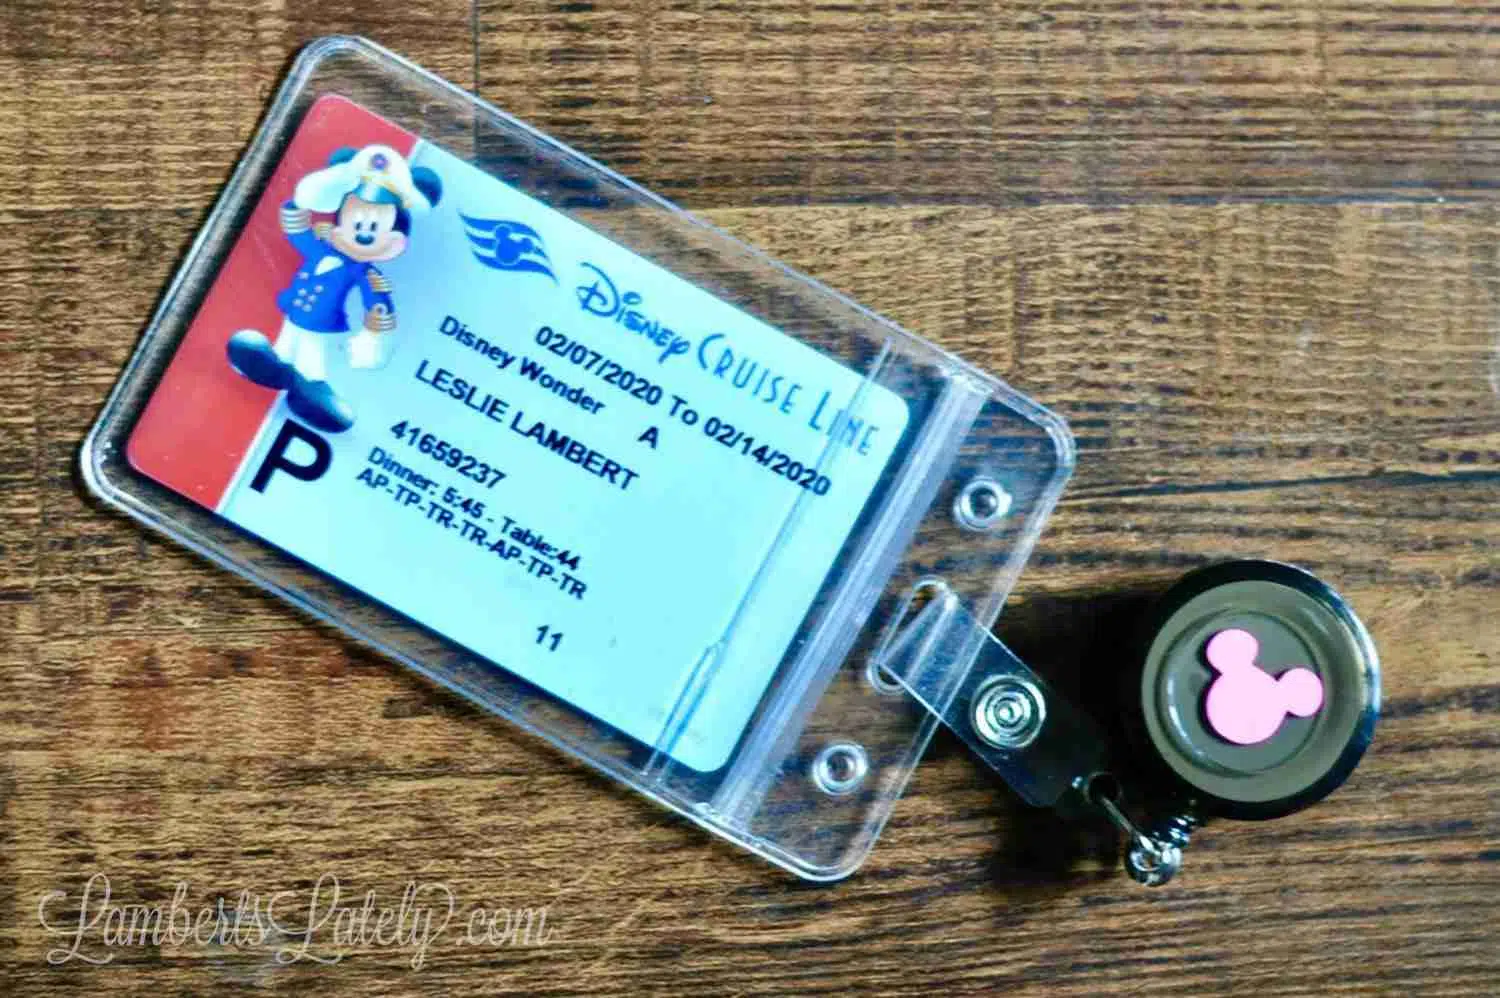 Disney Cruise Line
02/07/2020 To 02/14/2020
Disney Wonder A
LESLIE LAMBERT
41659237
Dinner: 5:45 - Table:44
AP-TP-TR-TR-AP-TP-TR
11
P
LambertsLately.com